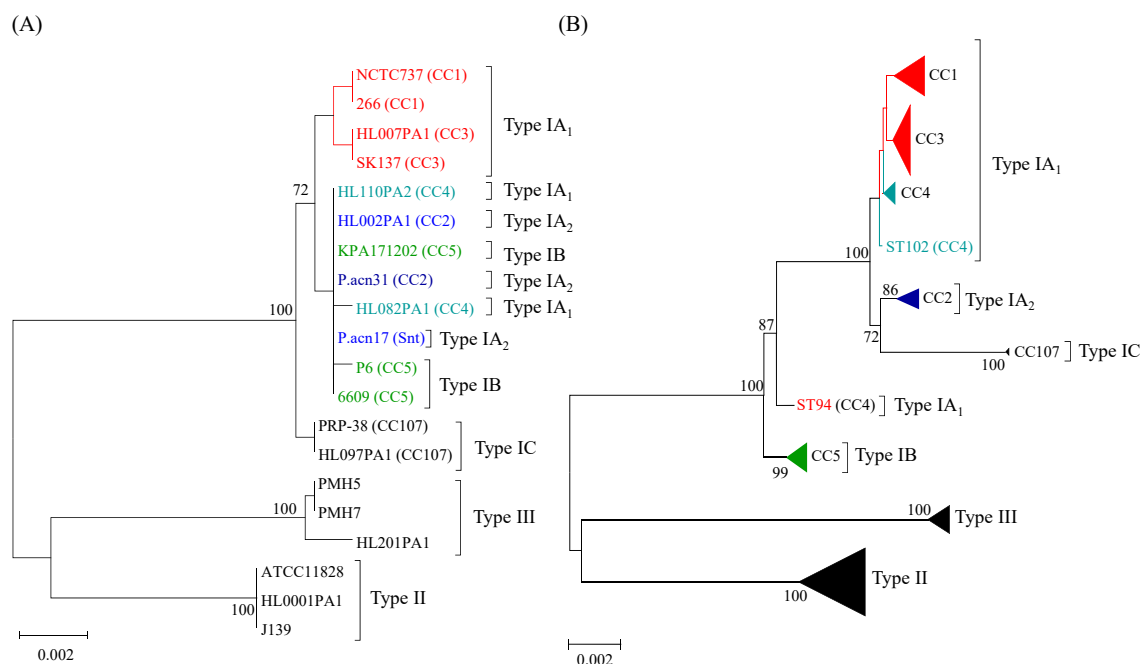 (A)
NCTC737 (CC1)
266 (CC1)
HL007PA1 (CC3)
SK137 (CC3)
Type IA₁
72
HL110PA2 (CC4)
Type IA₁
HL002PA1 (CC2)
Type IA₂
KPA171202 (CC5)
Type IB
P.acn31 (CC2)
Type IA₂
HL082PA1 (CC4)
Type IA₁
100
P.acn17 (Snt)
Type IA₂
P6 (CC5)
6609 (CC5)
Type IB
PRP-38 (CC107)
HL097PA1 (CC107)
Type IC
PMH5
PMH7
HL201PA1
100
Type III
ATCC11828
HL0001PA1
J139
100
Type II
0.002
(B)
CC1
CC3
CC4
ST102 (CC4)
Type IA₁
100
86
CC2
Type IA₂
72
100
CC107
Type IC
87
100
ST94 (CC4)
Type IA₁
99
CC5
Type IB
100
Type III
100
Type II
0.002